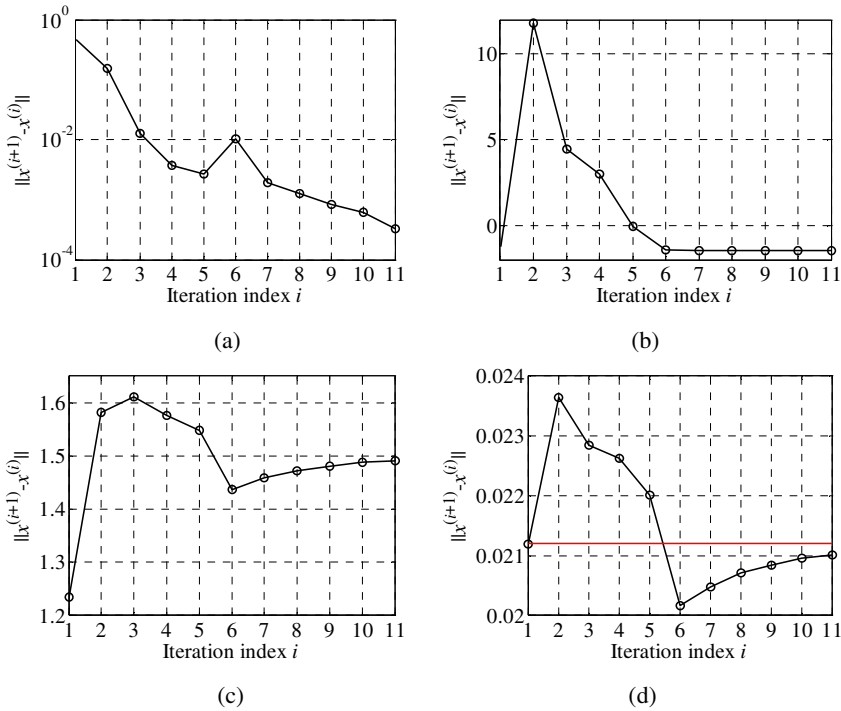 10^0
10^-2
10^-4
||x^(i+1)-x^(i)||
1 2 3 4 5 6 7 8 9 10 11
Iteration index i
(a)
10
5
0
||x^(i+1)-x^(i)||
1 2 3 4 5 6 7 8 9 10 11
Iteration index i
(b)
1.6
1.5
1.4
1.3
1.2
||x^(i+1)-x^(i)||
1 2 3 4 5 6 7 8 9 10 11
Iteration index i
(c)
0.024
0.023
0.022
0.021
0.02
||x^(i+1)-x^(i)||
1 2 3 4 5 6 7 8 9 10 11
Iteration index i
(d)